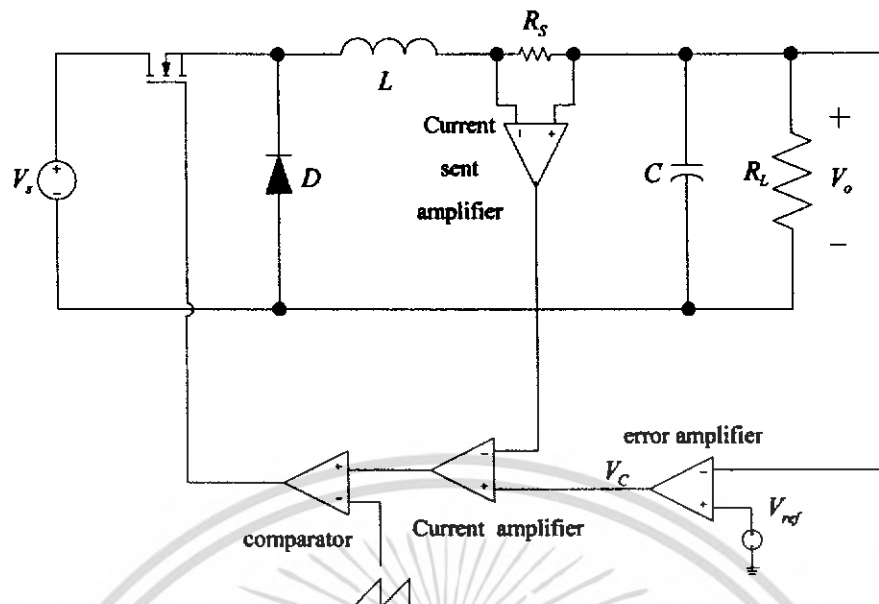 R_S
L
Current
sent
amplifier
V_s
D
C
R_L
+
V_o
−
error amplifier
V_C
V_ref
Current amplifier
comparator